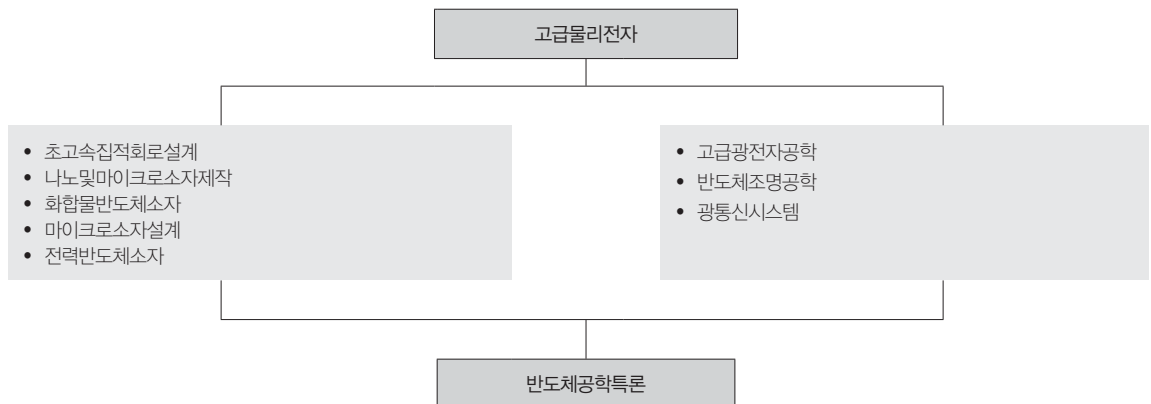 고급물리전자
• 초고속집적회로설계
• 나노및마이크로소자제작
• 화합물반도체소자
• 마이크로소자설계
• 전력반도체소자
• 고급광전자공학
• 반도체조명공학
• 광통신시스템
반도체공학특론